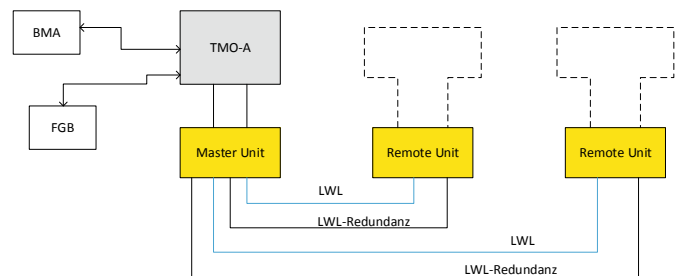 BMA
TMO-A
FGB
Master Unit
Remote Unit
Remote Unit
LWL
LWL-Redundanz
LWL
LWL-Redundanz